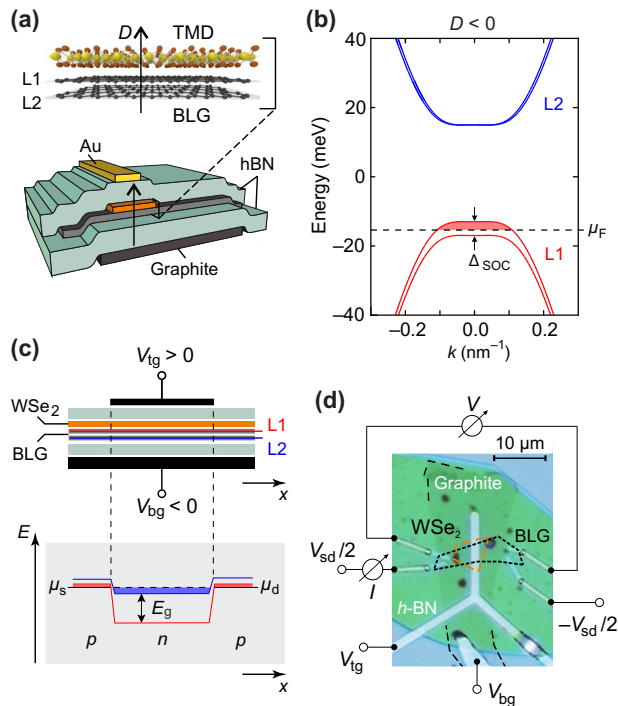 (a)
D
TMD
L1
L2
BLG
Au
hBN
Graphite
(b)
D < 0
40
20
0
−20
−40
Energy (meV)
L2
L1
μF
ΔSOC
−0.2
0.0
0.2
k (nm⁻¹)
(c)
Vtg > 0
WSe2
BLG
L1
L2
Vbg < 0
x
E
μs
μd
Eg
p
n
p
x
(d)
V
10 μm
Graphite
WSe2
BLG
Vsd/2
I
h-BN
−Vsd/2
Vtg
Vbg